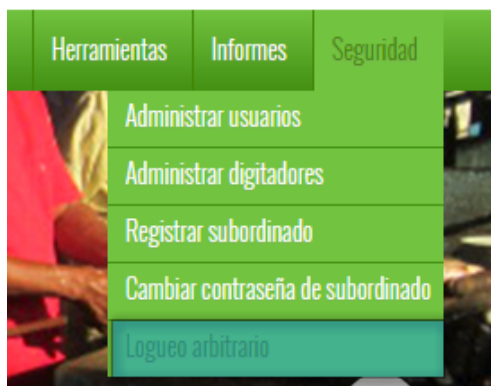 Herramientas Informes Seguridad
Administrar usuarios
Administrar digitadores
Registrar subordinado
Cambiar contraseña de subordinado
Logueo arbitrario